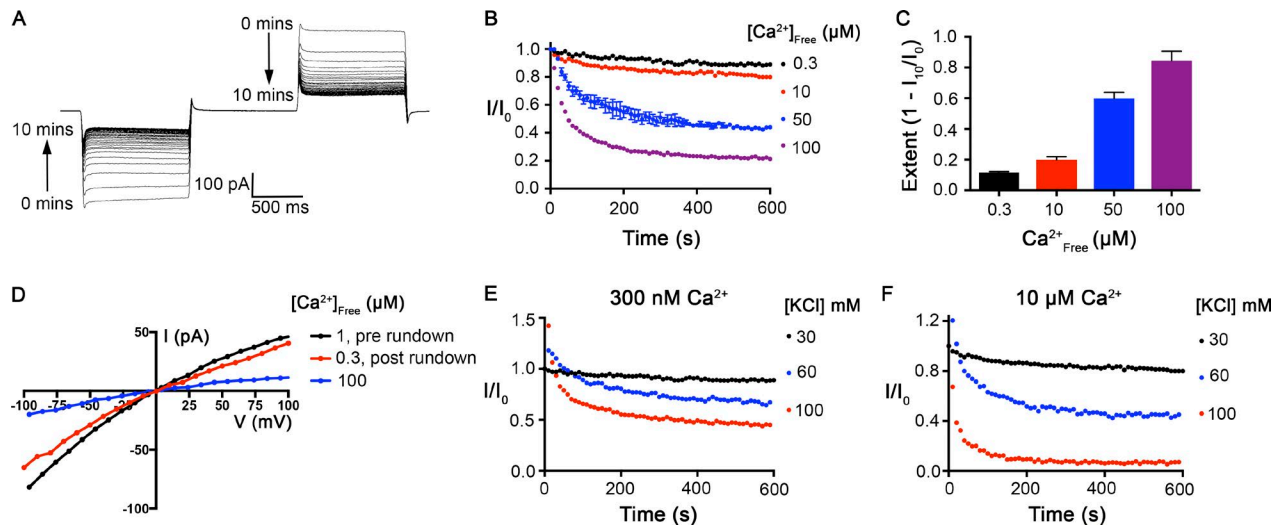 A
0 mins
10 mins
10 mins
0 mins
100 pA
500 ms
B
[Ca²⁺]Free (µM)
I/I₀
1.0
0.8
0.6
0.4
0.2
0.0
0
200
400
600
Time (s)
0.3
10
50
100
C
Extent (1 - I₁₀/I₀)
1.0
0.8
0.6
0.4
0.2
0.0
0.3
10
50
100
Ca²⁺Free (µM)
D
[Ca²⁺]Free (µM)
1, pre rundown
0.3, post rundown
100
I (pA)
50
-100
-75
-50
-25
25
50
75
100
V (mV)
-50
-100
E
300 nM Ca²⁺
[KCl] mM
30
60
100
I/I₀
1.5
1.0
0.5
0.0
0
200
400
600
Time (s)
F
10 µM Ca²⁺
[KCl] mM
30
60
100
I/I₀
1.2
0.8
0.4
0.0
0
200
400
600
Time (s)